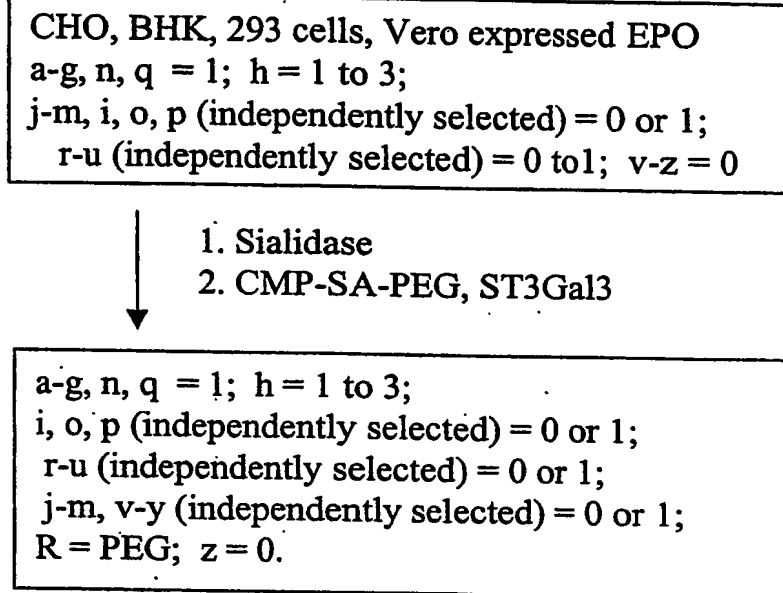 CHO, BHK, 293 cells, Vero expressed EPO
a-g, n, q = 1; h = 1 to 3;
j-m, i, o, p (independently selected) = 0 or 1;
r-u (independently selected) = 0 to1; v-z = 0
1. Sialidase
2. CMP-SA-PEG, ST3Gal3
a-g, n, q = 1; h = 1 to 3;
i, o, p (independently selected) = 0 or 1;
r-u (independently selected) = 0 or 1;
j-m, v-y (independently selected) = 0 or 1;
R = PEG; z = 0.